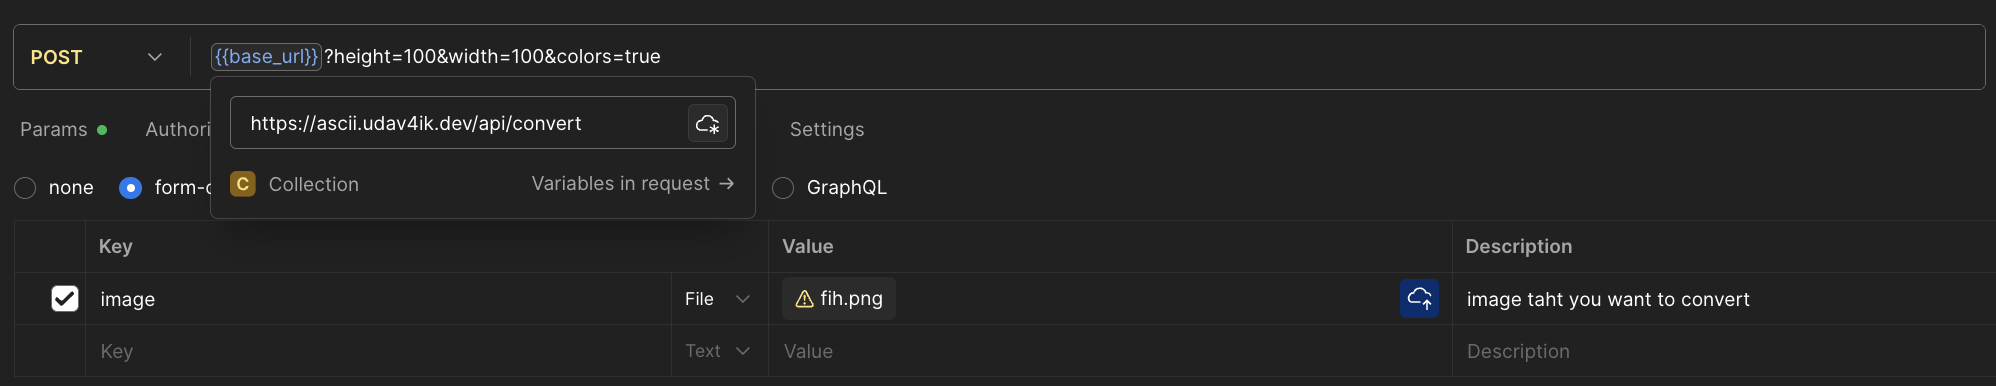 POST {{base_url}}?height=100&width=100&colors=true
https://ascii.udav4ik.dev/api/convert
Params Authori Settings
C Collection Variables in request →
none form-d GraphQL
Key Value Description
image File fih.png image taht you want to convert
Key Text Value Description